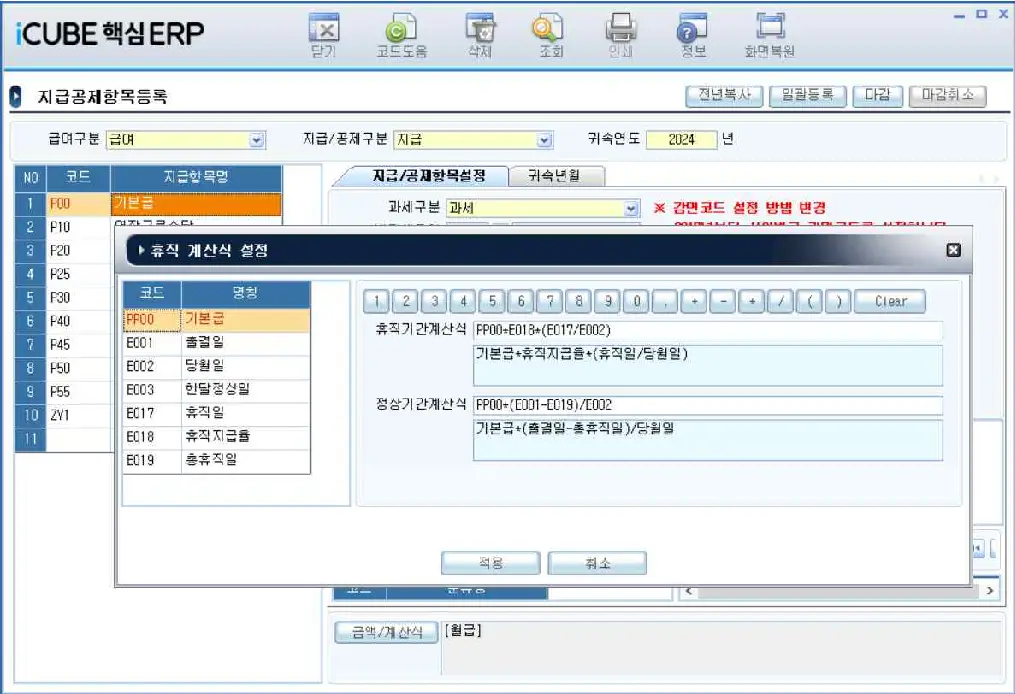 iCUBE 핵심 ERP
닫기 코드도움 삭제 조회 인쇄 정보 화면복원
지급공제항목등록
전년복사 일괄등록 마감 마감취소
급여구분 급여 지급/공제구분 지급 귀속연도 2024 년
NO 코드 지급항목명
1 P00 기본급
2 P10
3 P20
4 P25
5 P30
6 P40
7 P45
8 P50
9 P55
10 ZY1
11
지급/공제항목설정 귀속년월
과세구분 과세 ※ 감면코드 설정 방법 변경
휴직 계산식 설정
코드 명칭
PP00 기본급
E001 출결일
E002 당월일
E003 한달정상일
E017 휴직일
E018 휴직지급율
E019 총휴직일
1 2 3 4 5 6 7 8 9 0 . + - * / ( ) Clear
휴직기간계산식 PP00*E018*(E017/E002)
기본급*휴직지급율*(휴직일/당월일)
정상기간계산식 PP00*(E001-E019)/E002
기본급*(출결일-총휴직일)/당월일
적용 취소
금액/계산식 [월급]